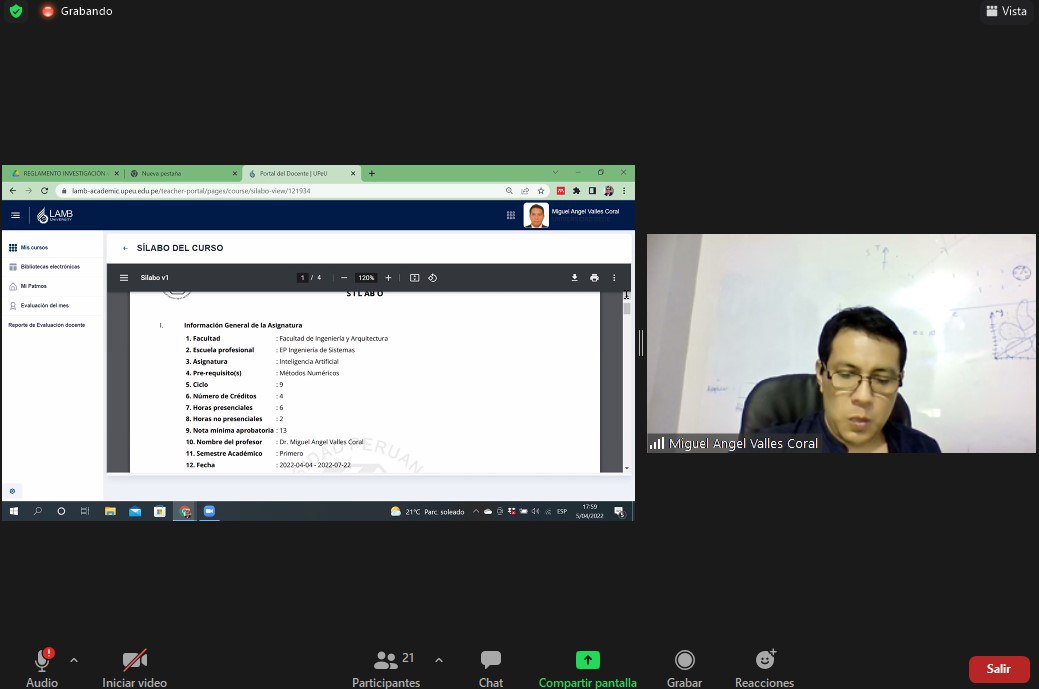 Grabando
Vista
REGLAMENTO INVESTIGACIÓN -
Nueva pestaña
Portal del Docente | UPeU
lamb-academic.upeu.edu.pe/teacher-portal/pages/course/silabo-view/121934
LAMB
UNIVERSITY
Miguel Angel Valles Coral
Mis cursos
Bibliotecas electrónicas
Mi Patmos
Evaluación del mes
Reporte de Evaluación docente
SÍLABO DEL CURSO
Silabo v1
1 / 4
120%
SÍLABO
I. Información General de la Asignatura
1. Facultad : Facultad de Ingeniería y Arquitectura
2. Escuela profesional : EP Ingeniería de Sistemas
3. Asignatura : Inteligencia Artificial
4. Pre-requisito(s) : Métodos Numéricos
5. Ciclo : 9
6. Número de Créditos : 4
7. Horas presenciales : 6
8. Horas no presenciales : 2
9. Nota mínima aprobatoria : 13
10. Nombre del profesor : Dr. Miguel Angel Valles Coral
11. Semestre Académico : Primero
12. Fecha : 2022-04-04 - 2022-07-22
21°C Parc. soleado
ESP
17:59
5/04/2022
Miguel Angel Valles Coral
Audio
Iniciar video
21
Participantes
Chat
Compartir pantalla
Grabar
Reacciones
Salir